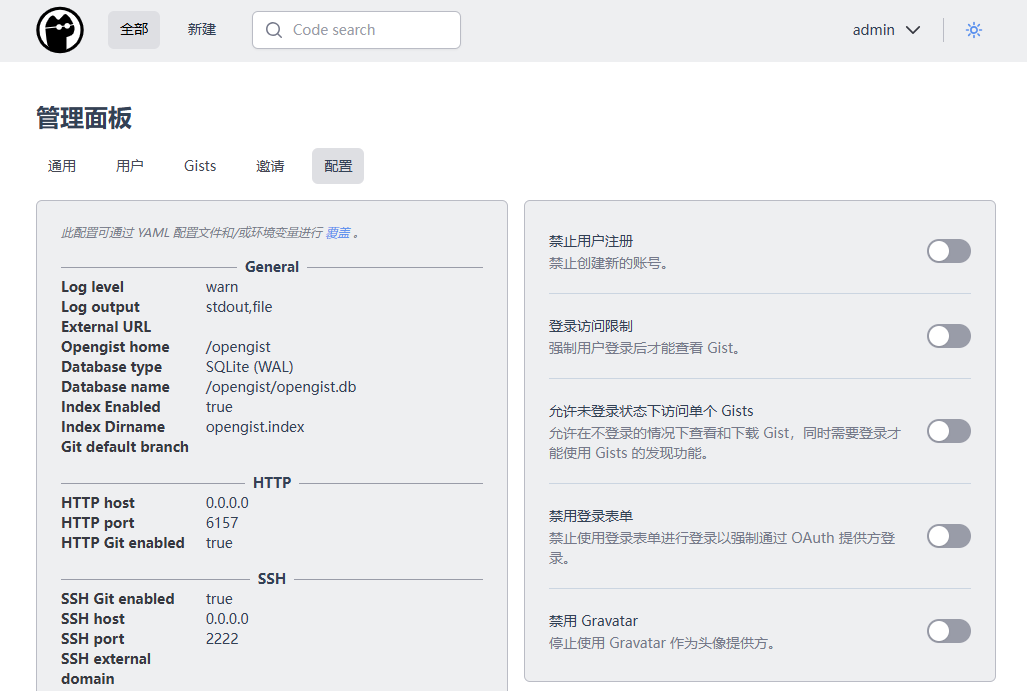 全部 新建 Code search admin
管理面板
通用 用户 Gists 邀请 配置
此配置可通过 YAML 配置文件和/或环境变量进行 覆盖 。
General
Log level warn
Log output stdout,file
External URL
Opengist home /opengist
Database type SQLite (WAL)
Database name /opengist/opengist.db
Index Enabled true
Index Dirname opengist.index
Git default branch
HTTP
HTTP host 0.0.0.0
HTTP port 6157
HTTP Git enabled true
SSH
SSH Git enabled true
SSH host 0.0.0.0
SSH port 2222
SSH external
domain
禁止用户注册
禁止创建新的账号。
登录访问限制
强制用户登录后才能查看 Gist。
允许未登录状态下访问单个 Gists
允许在不登录的情况下查看和下载 Gist，同时需要登录才
能使用 Gists 的发现功能。
禁用登录表单
禁止使用登录表单进行登录以强制通过 OAuth 提供方登
录。
禁用 Gravatar
停止使用 Gravatar 作为头像提供方。